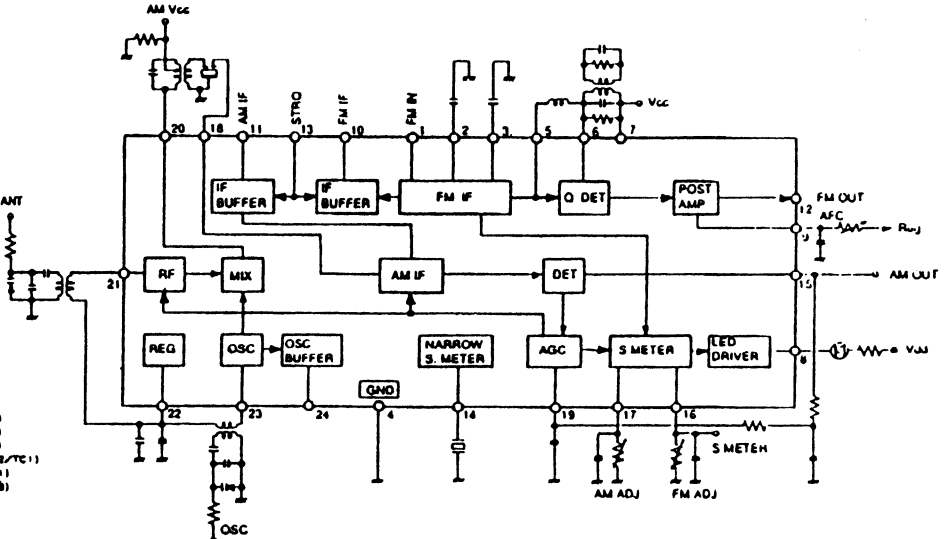 AM Vcc
AM IF
STRQ
FM IF
FM IN
Vcc
20
18
11
13
10
1
2
3
5
6
7
IF BUFFER
IF BUFFER
FM IF
Q DET
POST AMP
12
FM OUT
9
AFC
ANT
21
RF
MIX
AM IF
DET
15
AM OUT
REG
OSC
OSC BUFFER
NARROW S. METER
AGC
S METER
LED DRIVER
GND
22
23
24
4
14
19
17
16
S METER
AM ADJ
FM ADJ
OSC